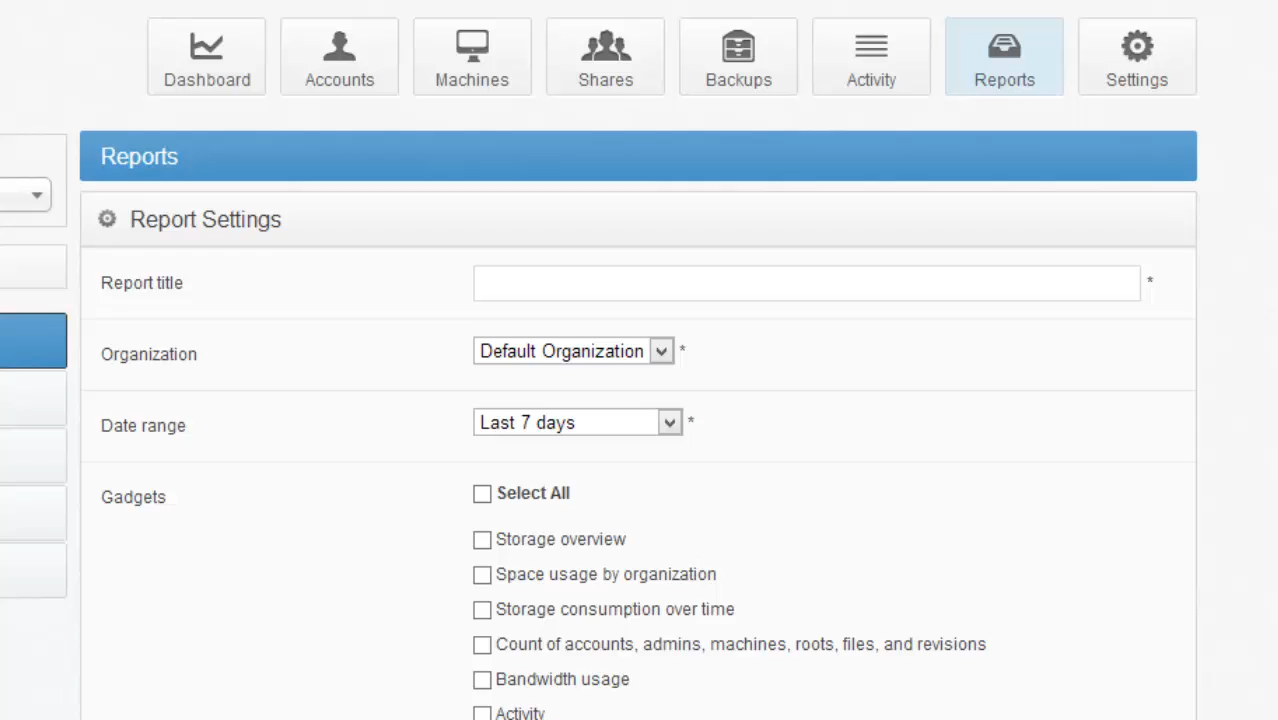 Dashboard Accounts Machines Shares Backups Activity Reports Settings
Reports
Report Settings
Report title *
Organization Default Organization *
Date range Last 7 days *
Gadgets Select All
Storage overview
Space usage by organization
Storage consumption over time
Count of accounts, admins, machines, roots, files, and revisions
Bandwidth usage
Activity